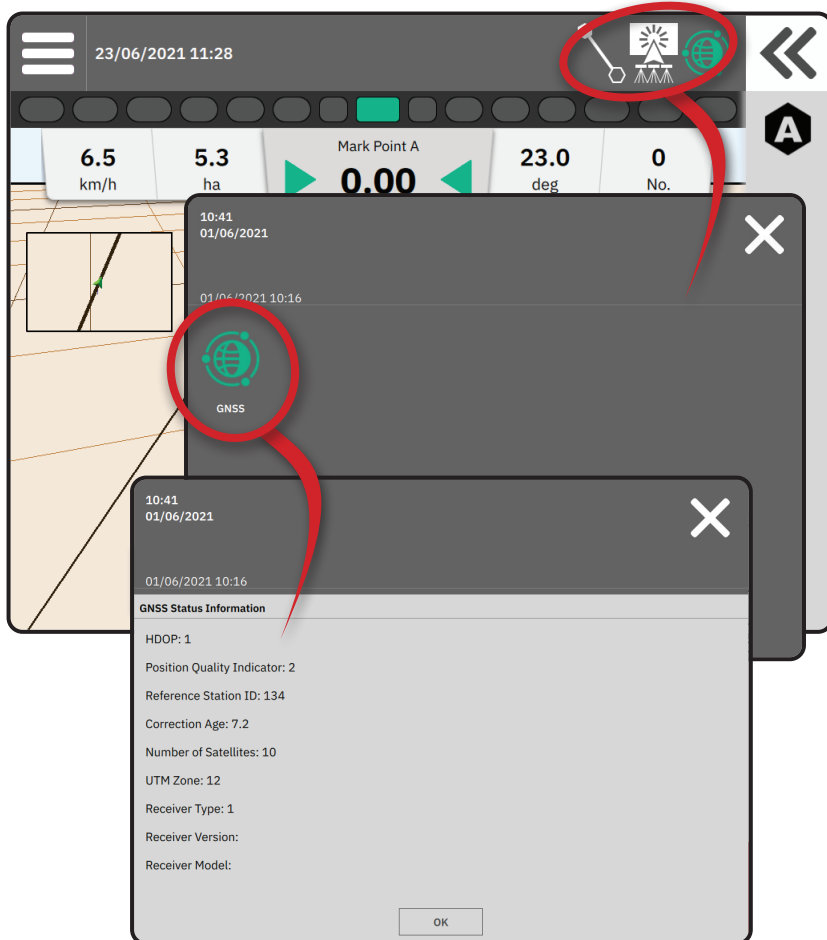 23/06/2021 11:28
A
6.5
km/h
5.3
ha
Mark Point A
0.00
23.0
deg
0
No.
10:41
01/06/2021
01/06/2021 10:16
GNSS
10:41
01/06/2021
01/06/2021 10:16
GNSS Status Information
HDOP: 1
Position Quality Indicator: 2
Reference Station ID: 134
Correction Age: 7.2
Number of Satellites: 10
UTM Zone: 12
Receiver Type: 1
Receiver Version:
Receiver Model:
OK